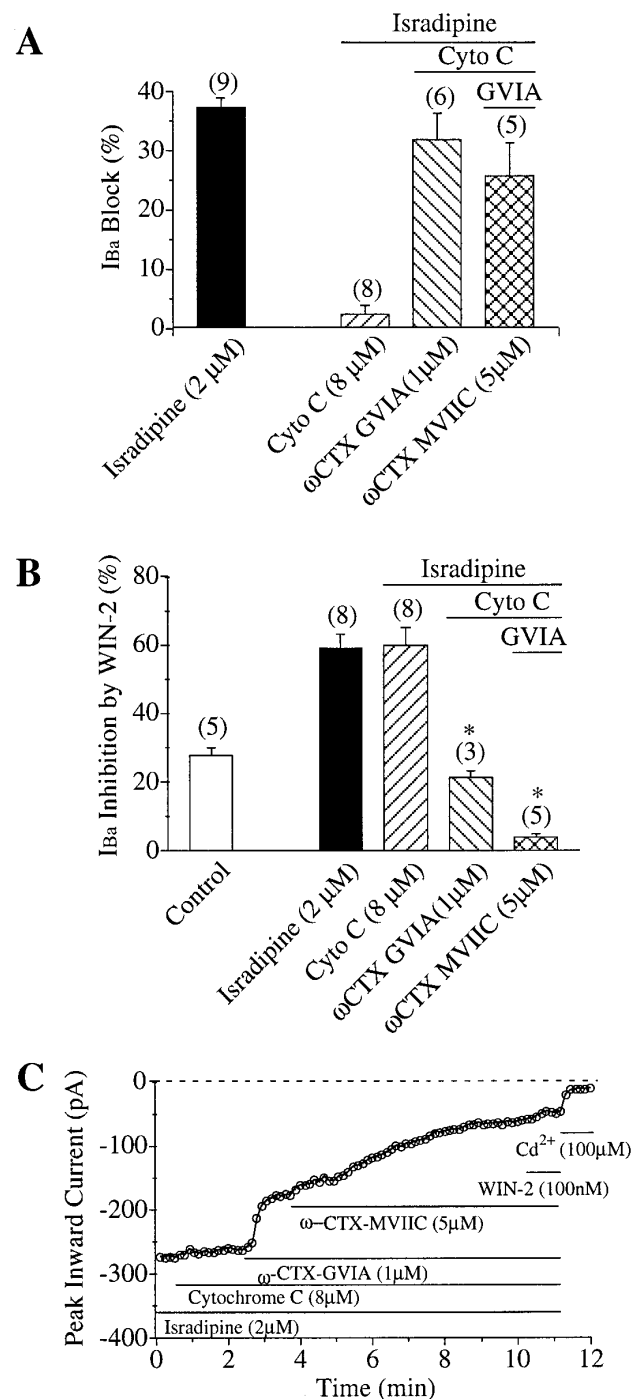 A
Isradipine
Cyto C
GVIA
(9)
(8)
(6)
(5)
IBa Block (%)
40
30
20
10
0
Isradipine (2 µM)
Cyto C (8 µM)
ωCTX GVIA(1µM)
ωCTX MVIIC (5µM)
B
Isradipine
Cyto C
GVIA
(5)
(8)
(8)
*
(3)
*
(5)
IBa Inhibition by WIN-2 (%)
80
60
40
20
0
Control
Isradipine (2 µM)
Cyto C (8 µM)
ωCTX GVIA(1µM)
ωCTX MVIIC (5µM)
C
Peak Inward Current (pA)
0
-100
-200
-300
-400
Cd2+ (100µM)
WIN-2 (100nM)
ω-CTX-MVIIC (5µM)
ω-CTX-GVIA (1µM)
Cytochrome C (8µM)
Isradipine (2µM)
0 2 4 6 8 10 12
Time (min)